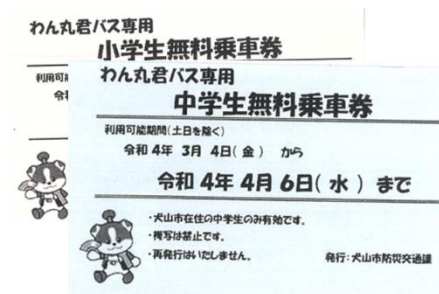 わん丸君バス専用
小学生無料乗車券
利用可
令
わん丸君バス専用
中学生無料乗車券
利用可能期間(土日を除く)
令和 4年 3月 4日( 金 ) から
令和 4年 4月 6日( 水 ) まで
・犬山市在住の中学生のみ有効です。
・複写は禁止です。
・再発行はいたしません。
発行:犬山市防災交通課